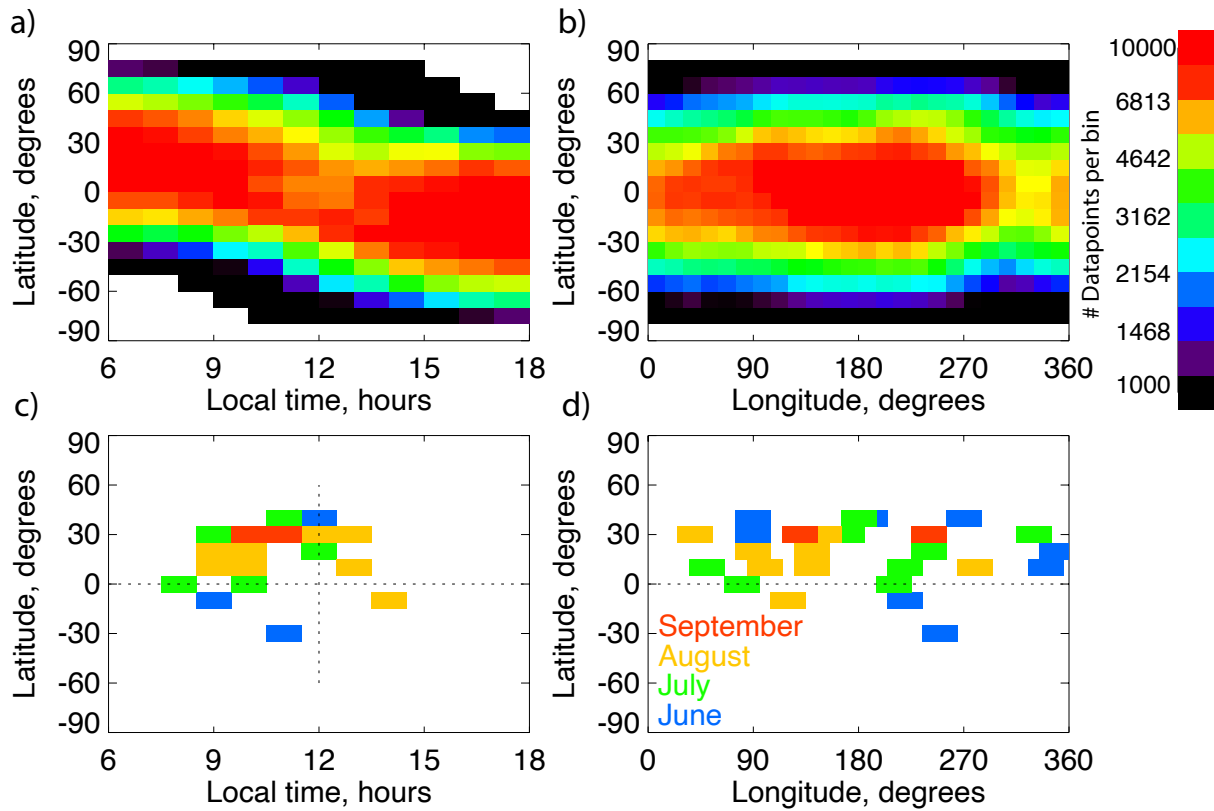 a)
90
60
30
0
-30
-60
-90
Latitude, degrees
6 9 12 15 18
Local time, hours
b)
90
60
30
0
-30
-60
-90
Latitude, degrees
0 90 180 270 360
Longitude, degrees
# Datapoints per bin
10000
6813
4642
3162
2154
1468
1000
c)
90
60
30
0
-30
-60
-90
Latitude, degrees
6 9 12 15 18
Local time, hours
d)
90
60
30
0
-30
-60
-90
Latitude, degrees
September
August
July
June
0 90 180 270 360
Longitude, degrees